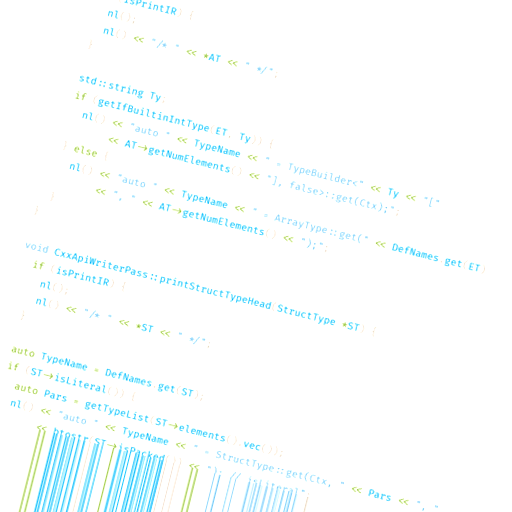 isPrintIR) {
nl();
nl() << "/* " << *AT << " */";
}
std::string Ty;
if (getIfBuiltinIntType(ET, Ty)) {
nl() << "auto " << TypeName << " = TypeBuilder<" << Ty << "["
<< AT->getNumElements() << "], false>::get(Ctx);";
} else {
nl() << "auto " << TypeName << " = ArrayType::get(" << DefNames.get(ET)
<< ", " << AT->getNumElements() << ");";
}
}
void CxxApiWriterPass::printStructTypeHead(StructType *ST) {
if (isPrintIR) {
nl();
nl() << "/* " << *ST << " */";
}
auto TypeName = DefNames.get(ST);
if (ST->isLiteral()) {
auto Pars = getTypeList(ST->elements().vec());
nl() << "auto " << TypeName << " = StructType::get(Ctx, " << Pars << ", "
<< ST->isPacked << "); // isLiteral"